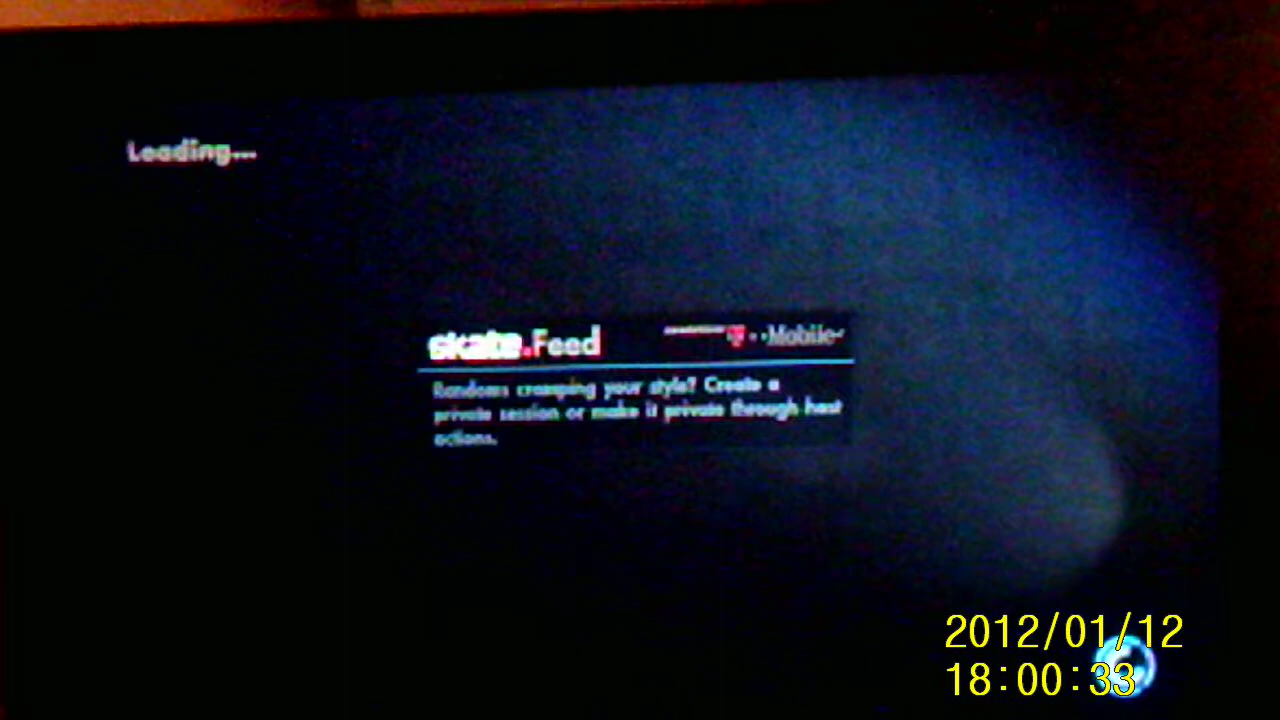 Loading...
skate.Feed
T··Mobile
Randoms cramping your style? Create a
private session or make it private through host
actions.
2012/01/12
18:00:33